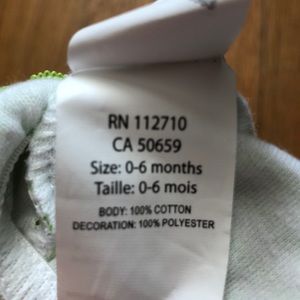 RN 112710
CA 50659
Size: 0-6 months
Taille: 0-6 mois
BODY: 100% COTTON
DECORATION: 100% POLYESTER